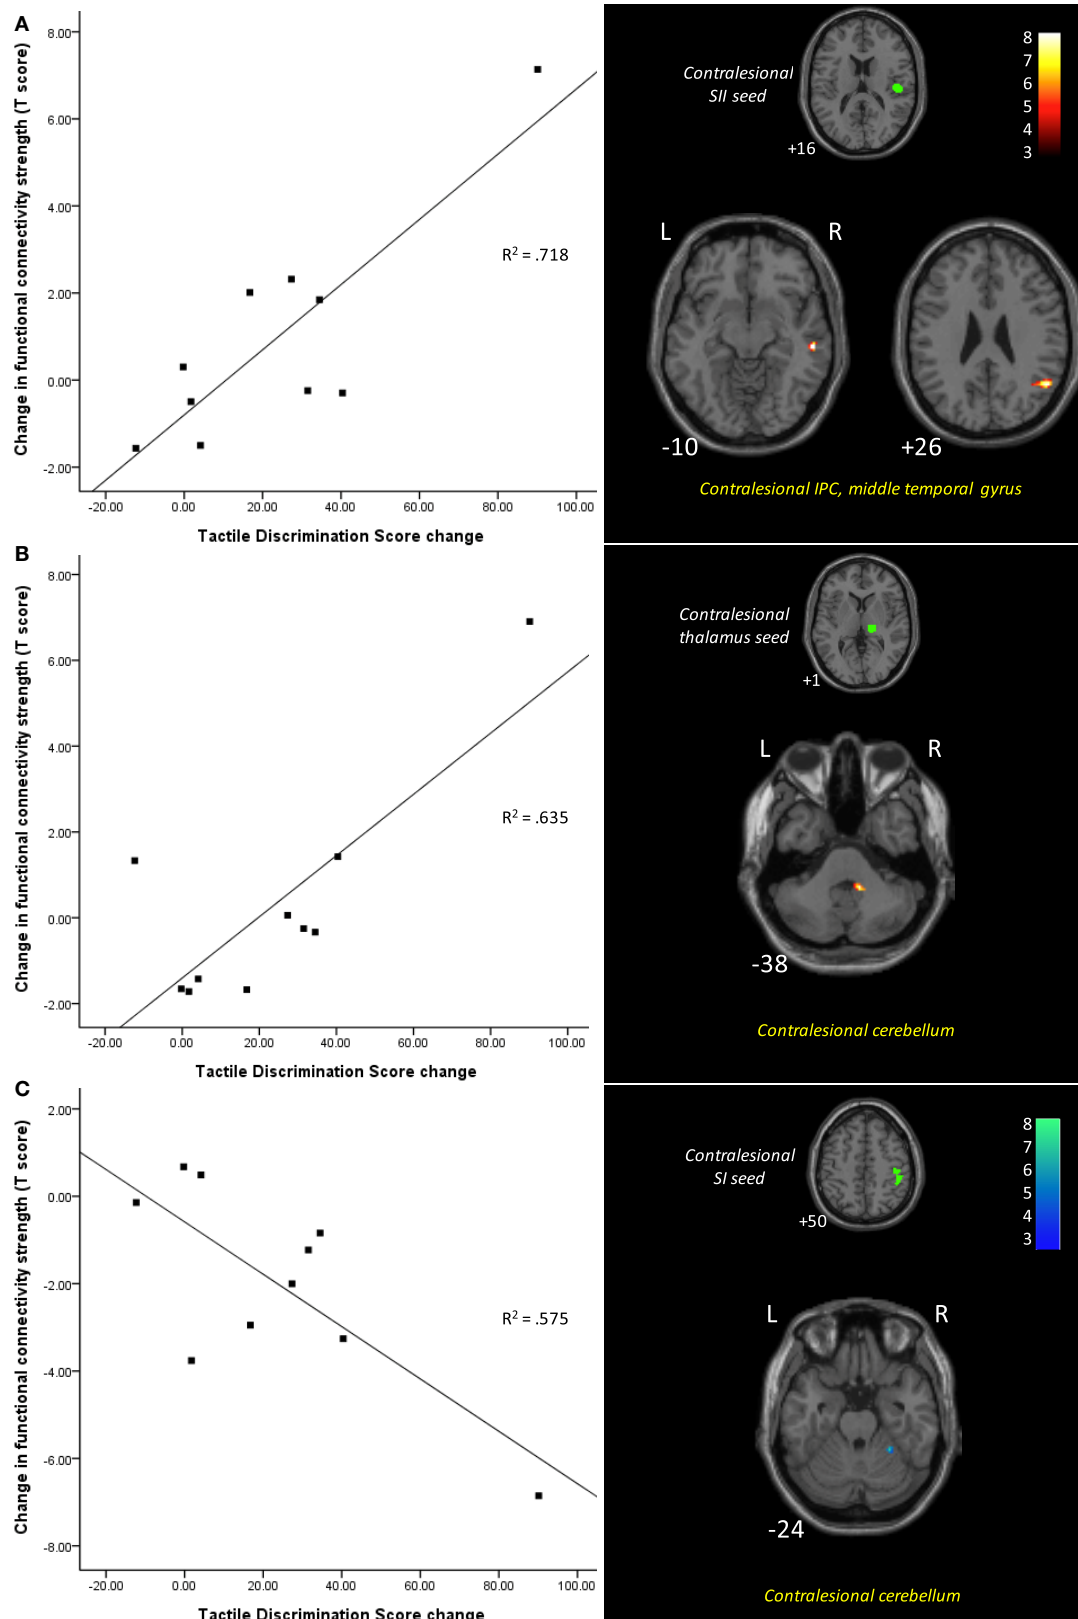 A
Change in functional connectivity strength (T score)
8.00
6.00
4.00
2.00
0.00
-2.00
R² = .718
-20.00 0.00 20.00 40.00 60.00 80.00 100.00
Tactile Discrimination Score change
Contralesional
SII seed
+16
8
7
6
5
4
3
L R
-10 +26
Contralesional IPC, middle temporal gyrus
B
Change in functional connectivity strength (T score)
8.00
6.00
4.00
2.00
0.00
-2.00
R² = .635
-20.00 0.00 20.00 40.00 60.00 80.00 100.00
Tactile Discrimination Score change
Contralesional
thalamus seed
+1
L R
-38
Contralesional cerebellum
C
Change in functional connectivity strength (T score)
2.00
0.00
-2.00
-4.00
-6.00
-8.00
R² = .575
-20.00 0.00 20.00 40.00 60.00 80.00 100.00
Tactile Discrimination Score change
Contralesional
SI seed
+50
8
7
6
5
4
3
L R
-24
Contralesional cerebellum